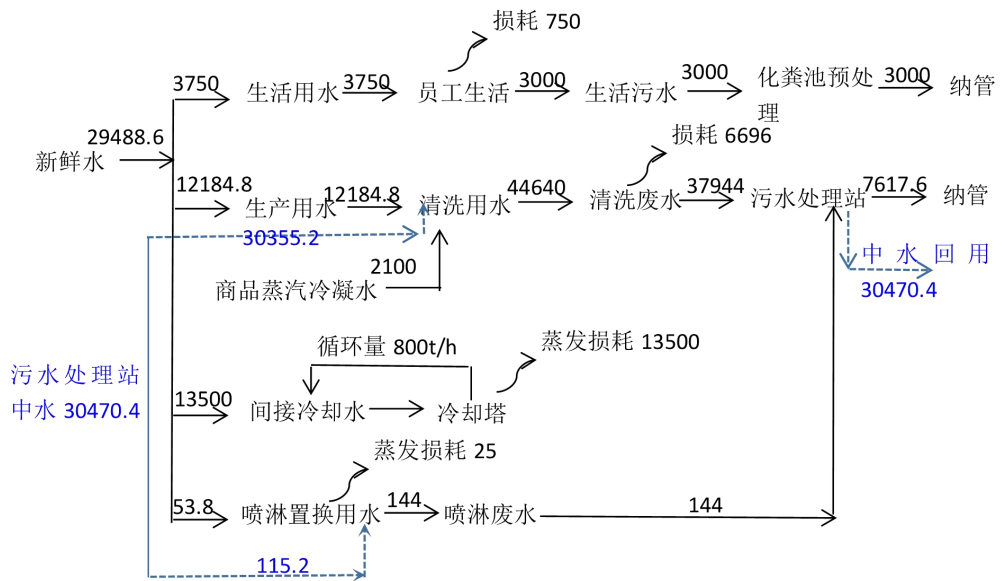 损耗 750
3750
生活用水
3750
员工生活
3000
生活污水
3000
化粪池预处
理
3000
纳管
新鲜水
29488.6
损耗 6696
12184.8
生产用水
12184.8
清洗用水
44640
清洗废水
37944
污水处理站
7617.6
纳管
30355.2
中水回用
30470.4
2100
商品蒸汽冷凝水
循环量 800t/h
蒸发损耗 13500
污水处理站
中水 30470.4
13500
间接冷却水
冷却塔
蒸发损耗 25
53.8
喷淋置换用水
144
喷淋废水
144
115.2